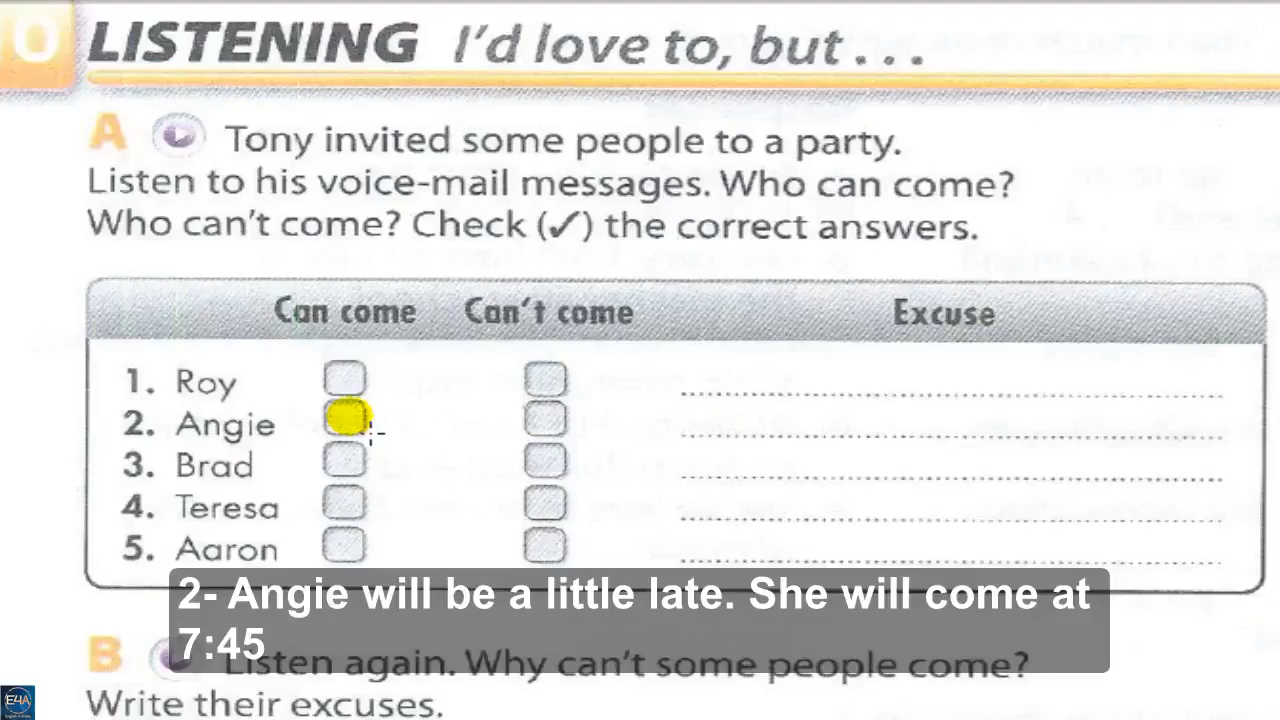 LISTENING I'd love to, but...
A Tony invited some people to a party.
Listen to his voice-mail messages. Who can come?
Who can't come? Check (✓) the correct answers.
Can come Can't come Excuse
1. Roy
2. Angie
3. Brad
4. Teresa
5. Aaron
2- Angie will be a little late. She will come at
7:45
B Listen again. Why can't some people come?
Write their excuses.
E4A